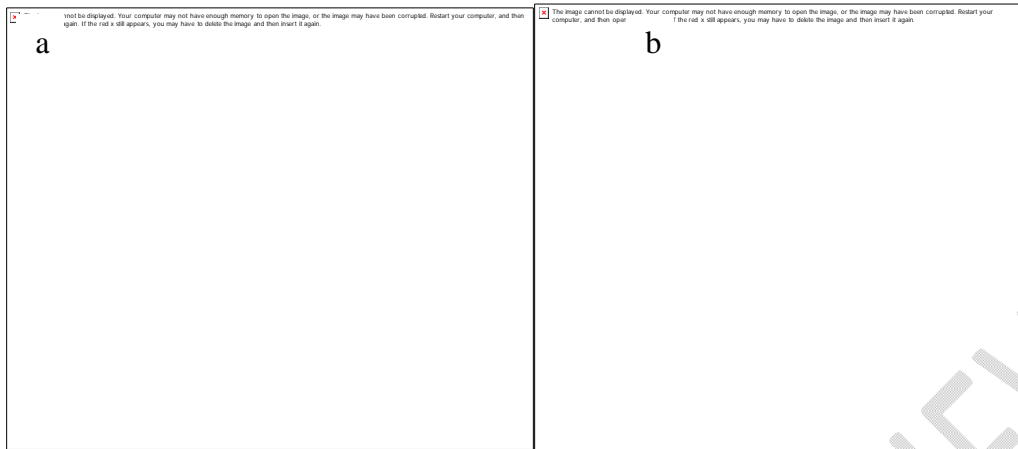 not be displayed. Your computer may not have enough memory to open the image, or the image may have been corrupted. Restart your computer, and then
again. If the red x still appears, you may have to delete the image and then insert it again.
a
The image cannot be displayed. Your computer may not have enough memory to open the image, or the image may have been corrupted. Restart your
computer, and then open If the red x still appears, you may have to delete the image and then insert it again.
b